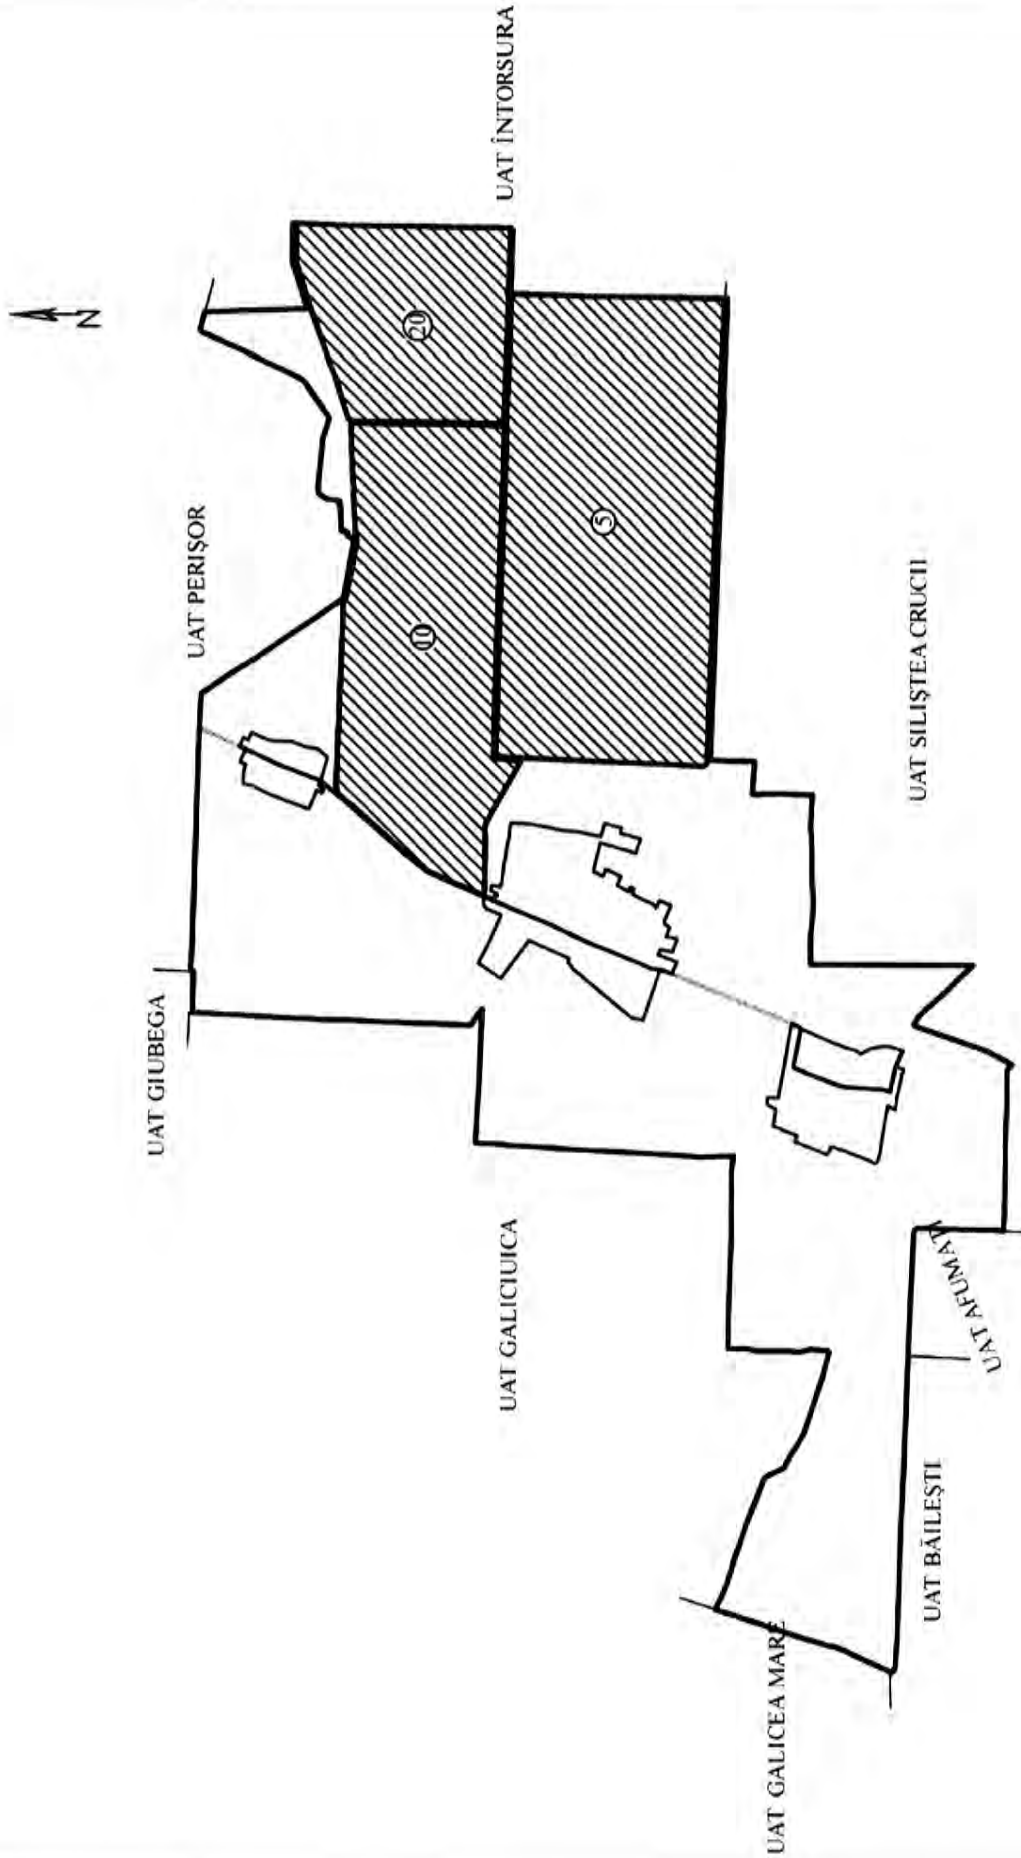 N
UAT ÎNTORSURA
20
UAT PERIŞOR
10
5
UAT SILIŞTEA CRUCII
UAT GIUBEGA
UAT GALICIUICA
UAT AFUMAŢI
UAT BĂILEŞTI
UAT GALICEA MARE